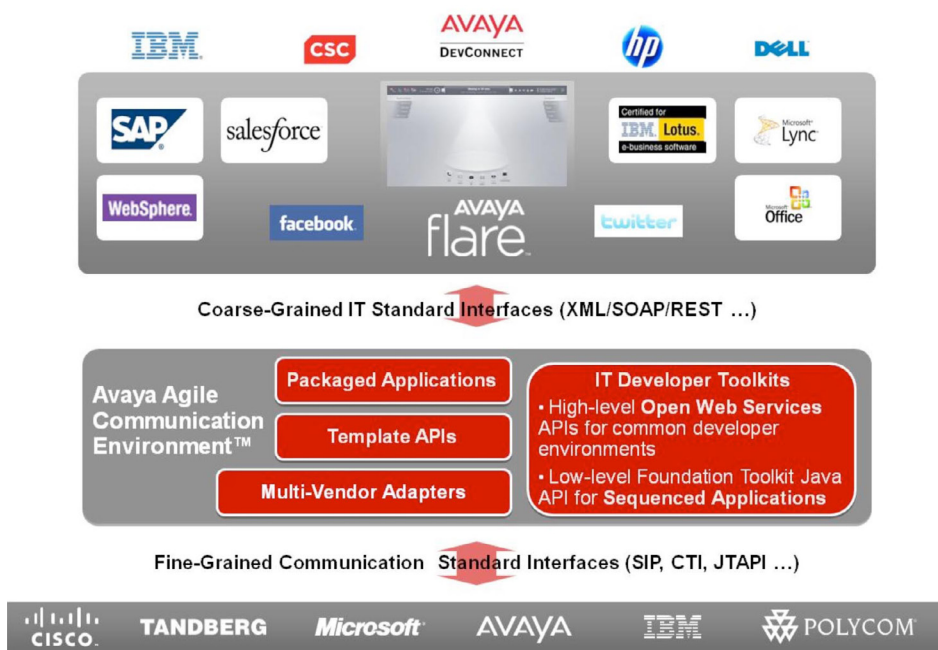 IBM.
CSC
AVAYA
DEVCONNECT
hp
DELL
SAP
salesforce
Certified for
IBM. Lotus.
e-business software
Microsoft
Lync
WebSphere.
facebook
AVAYA
flare
twitter
Microsoft
Office
Coarse-Grained IT Standard Interfaces (XML/SOAP/REST …)
Avaya Agile
Communication
Environment™
Packaged Applications
Template APIs
Multi-Vendor Adapters
IT Developer Toolkits
• High-level Open Web Services
APIs for common developer
environments
• Low-level Foundation Toolkit Java
API for Sequenced Applications
Fine-Grained Communication Standard Interfaces (SIP, CTI, JTAPI ...)
CISCO
TANDBERG
Microsoft
AVAYA
IBM
POLYCOM